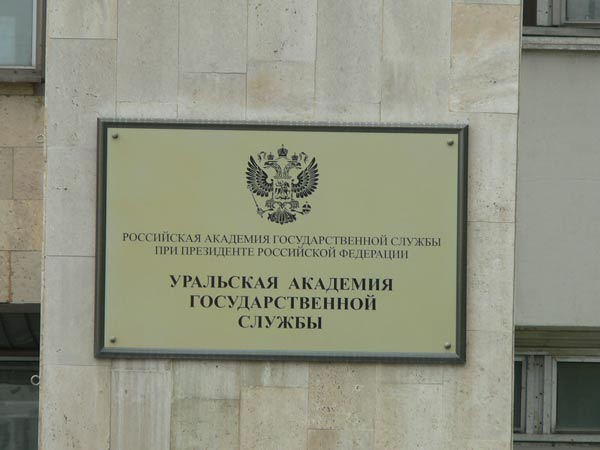 РОССИЙСКАЯ АКАДЕМИЯ ГОСУДАРСТВЕННОЙ СЛУЖБЫ
ПРИ ПРЕЗИДЕНТЕ РОССИЙСКОЙ ФЕДЕРАЦИИ
УРАЛЬСКАЯ АКАДЕМИЯ
ГОСУДАРСТВЕННОЙ
СЛУЖБЫ